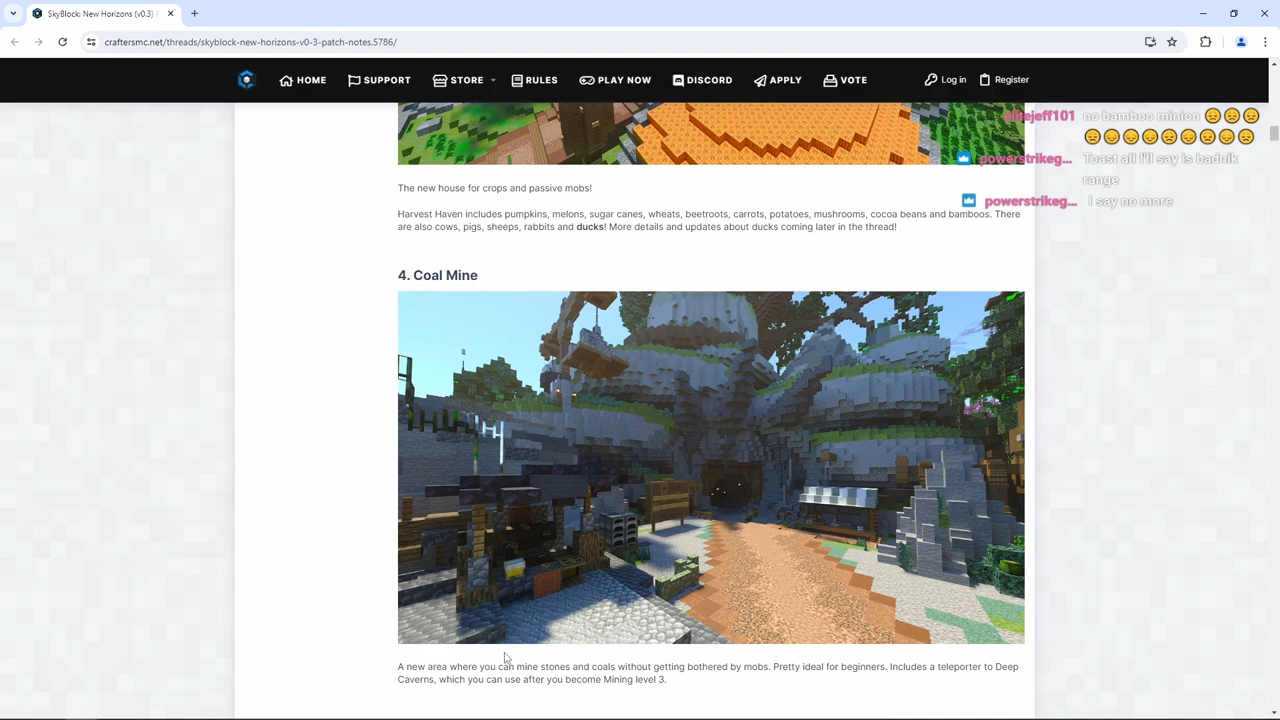 SkyBlock: New Horizons (v0.3) P
craftersmc.net/threads/skyblock-new-horizons-v0-3-patch-notes.5786/
HOME SUPPORT STORE RULES PLAY NOW DISCORD APPLY VOTE Log in Register
elitejeff101 no bamboo minion 😔😔😔
😔😔😔😔😔😔😔😔😔
powerstrikeg... Toast all I'll say is badnik
range
powerstrikeg... I say no more
The new house for crops and passive mobs!
Harvest Haven includes pumpkins, melons, sugar canes, wheats, beetroots, carrots, potatoes, mushrooms, cocoa beans and bamboos. There
are also cows, pigs, sheeps, rabbits and ducks! More details and updates about ducks coming later in the thread!
4. Coal Mine
A new area where you can mine stones and coals without getting bothered by mobs. Pretty ideal for beginners. Includes a teleporter to Deep
Caverns, which you can use after you become Mining level 3.